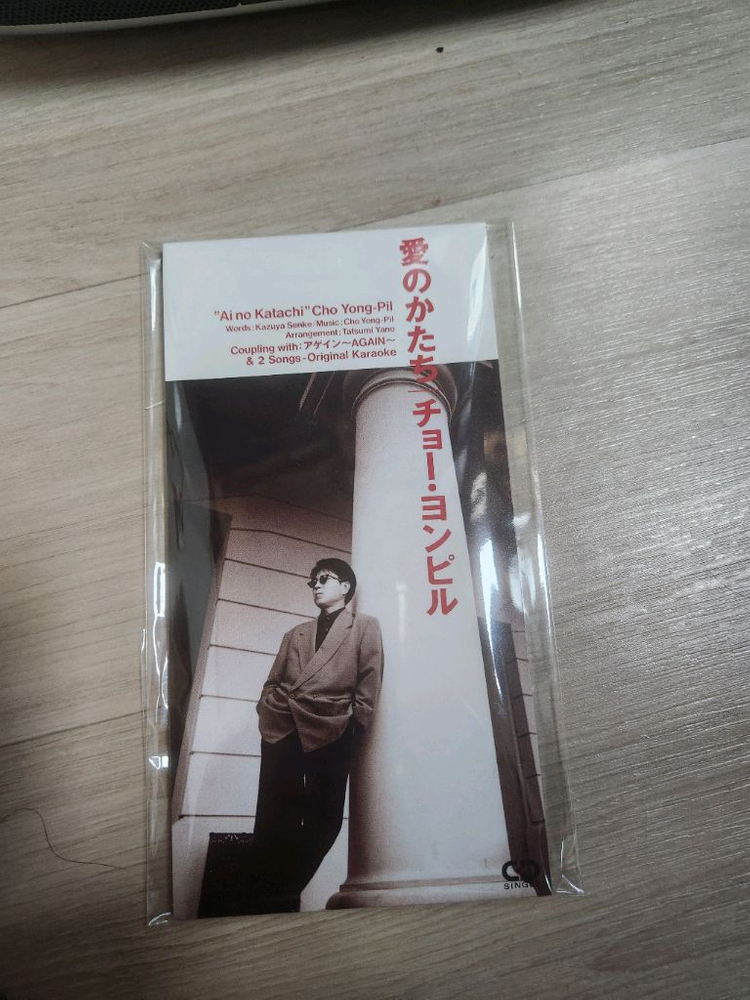 愛のかたち チョー・ヨンピル
"Ai no Katachi" Cho Yong-Pil
Words: Kazuya Senke/Music: Cho Yong-Pil
Arrangement: Tatsumi Yano
Coupling with: アゲイン〜AGAIN〜
& 2 Songs-Original Karaoke
CD